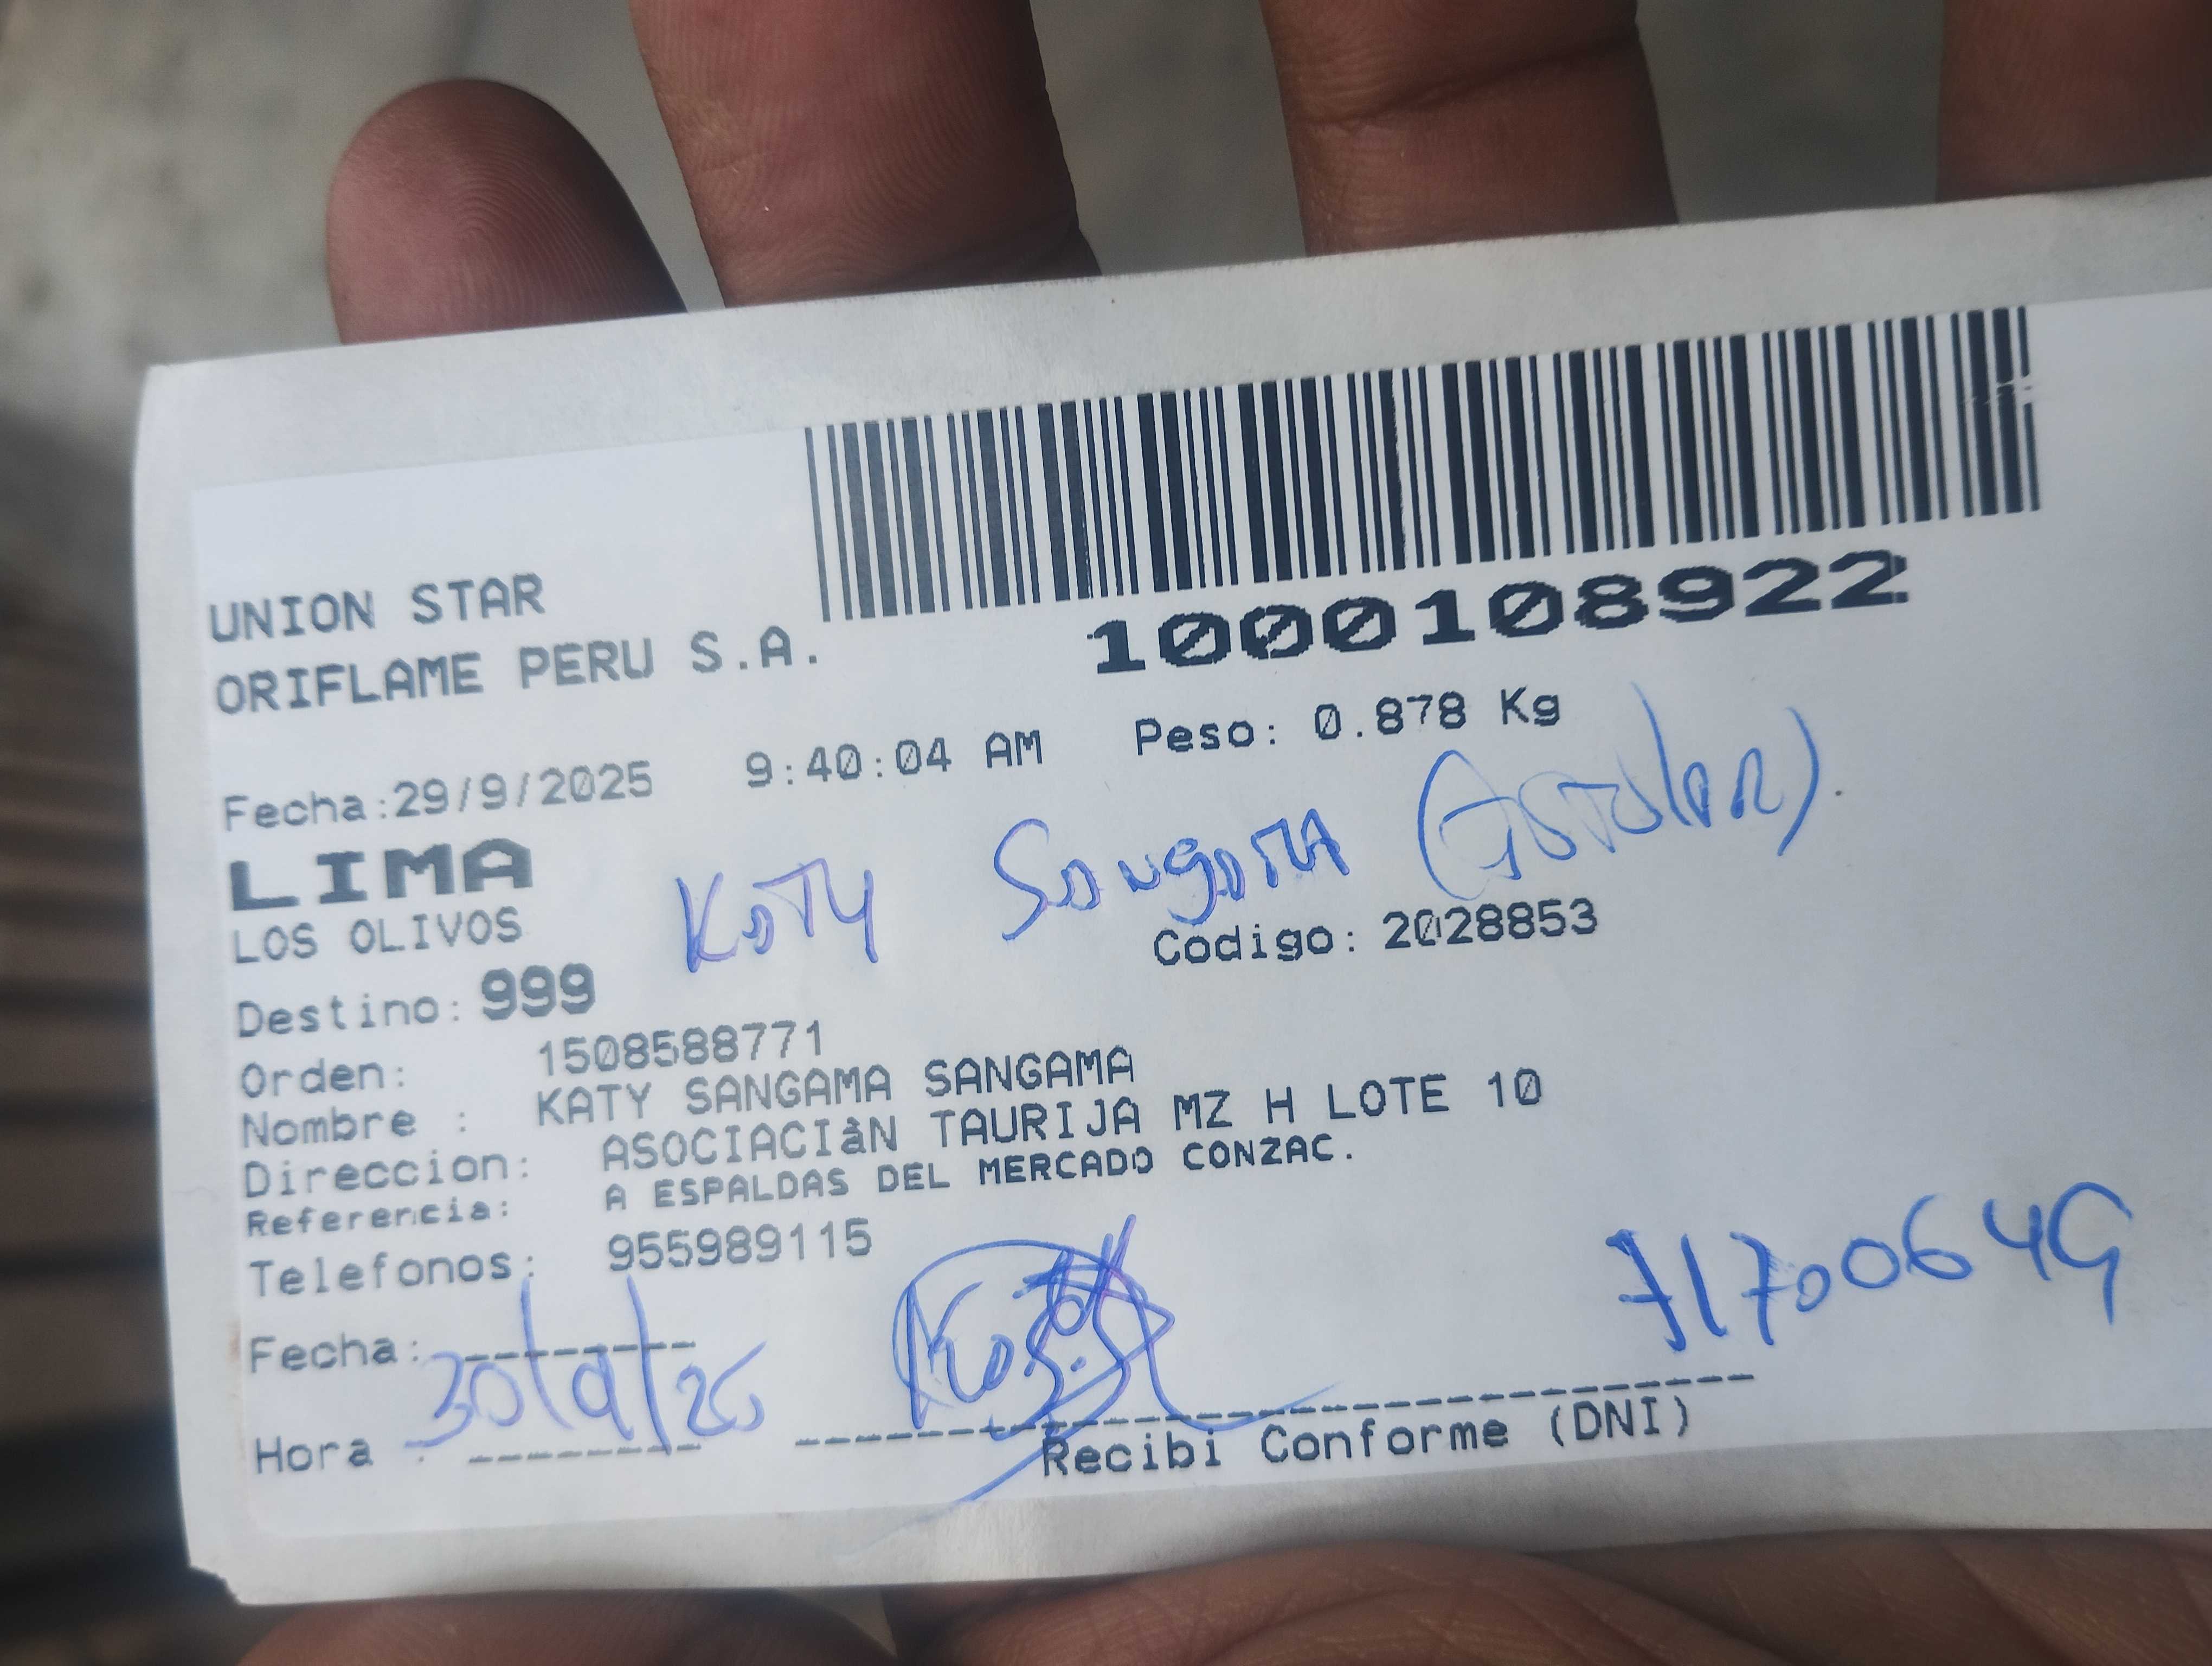 UNION STAR
ORIFLAME PERU S.A.
1000108922
Fecha:29/9/2025 9:40:04 AM Peso: 0.878 Kg
LIMA
LOS OLIVOS
KATY SANGAMA
Codigo: 2028853
Destino: 999
Orden: 1508588771
Nombre : KATY SANGAMA SANGAMA
Direccion: ASOCIACIàN TAURIJA MZ H LOTE 10
Referencia: A ESPALDAS DEL MERCADO CONZAC.
Telefonos: 955989115
71700649
Fecha: 30/9/25
Hora :
Recibi Conforme (DNI)